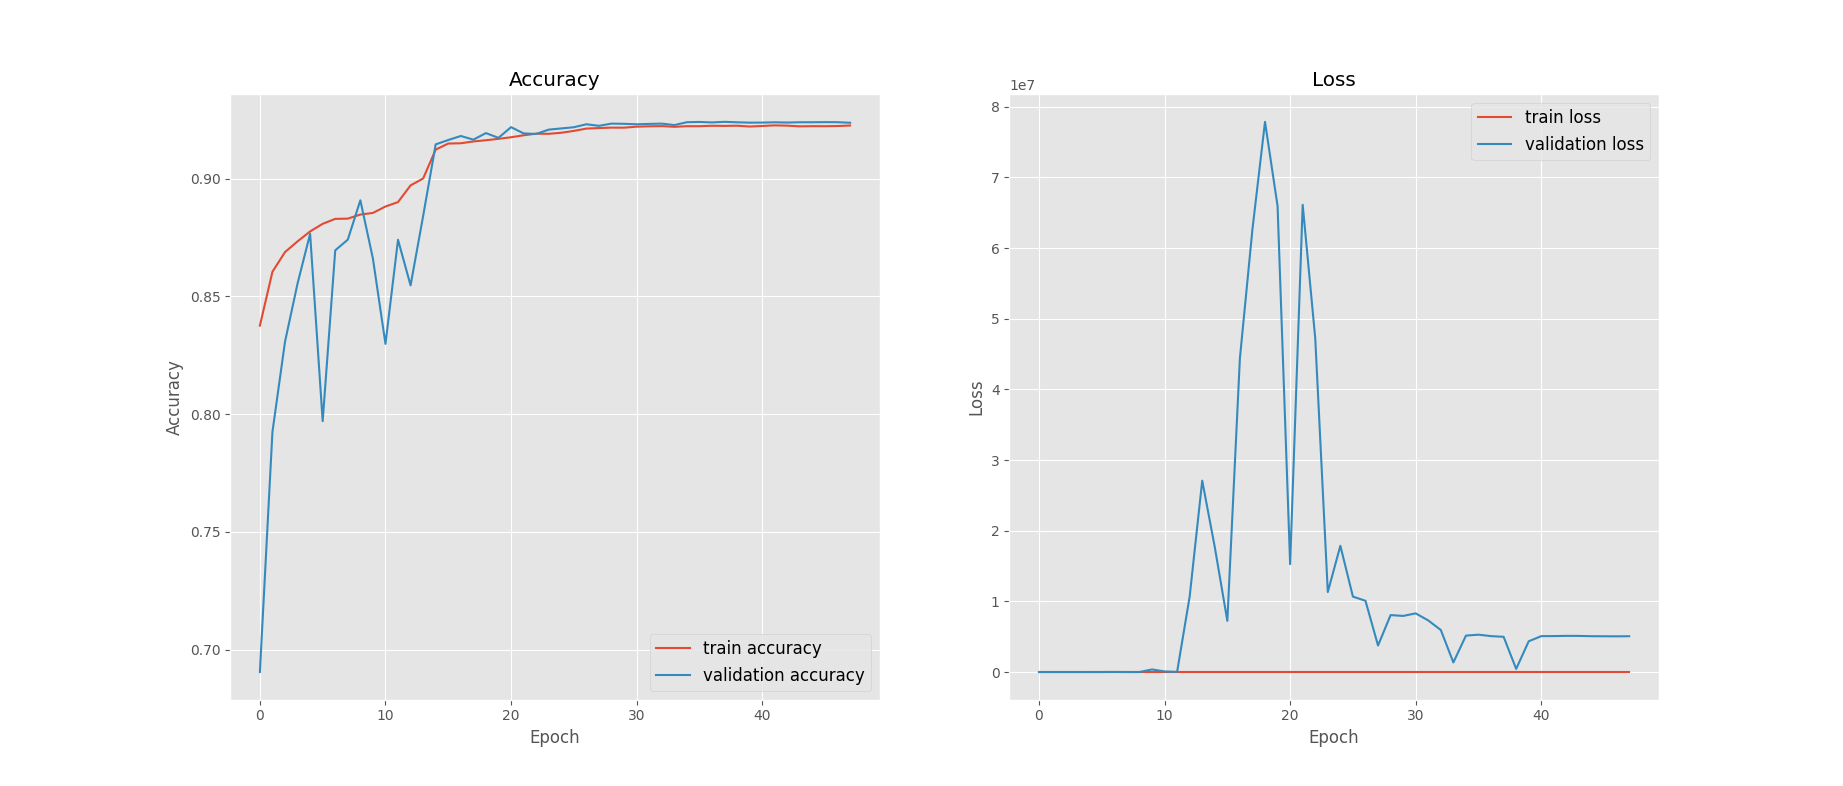 Accuracy
0.90
0.85
0.80
0.75
0.70
Accuracy
train accuracy
validation accuracy
0 10 20 30 40
Epoch
Loss
1e7
8
7
6
5
4
3
2
1
0
Loss
train loss
validation loss
0 10 20 30 40
Epoch